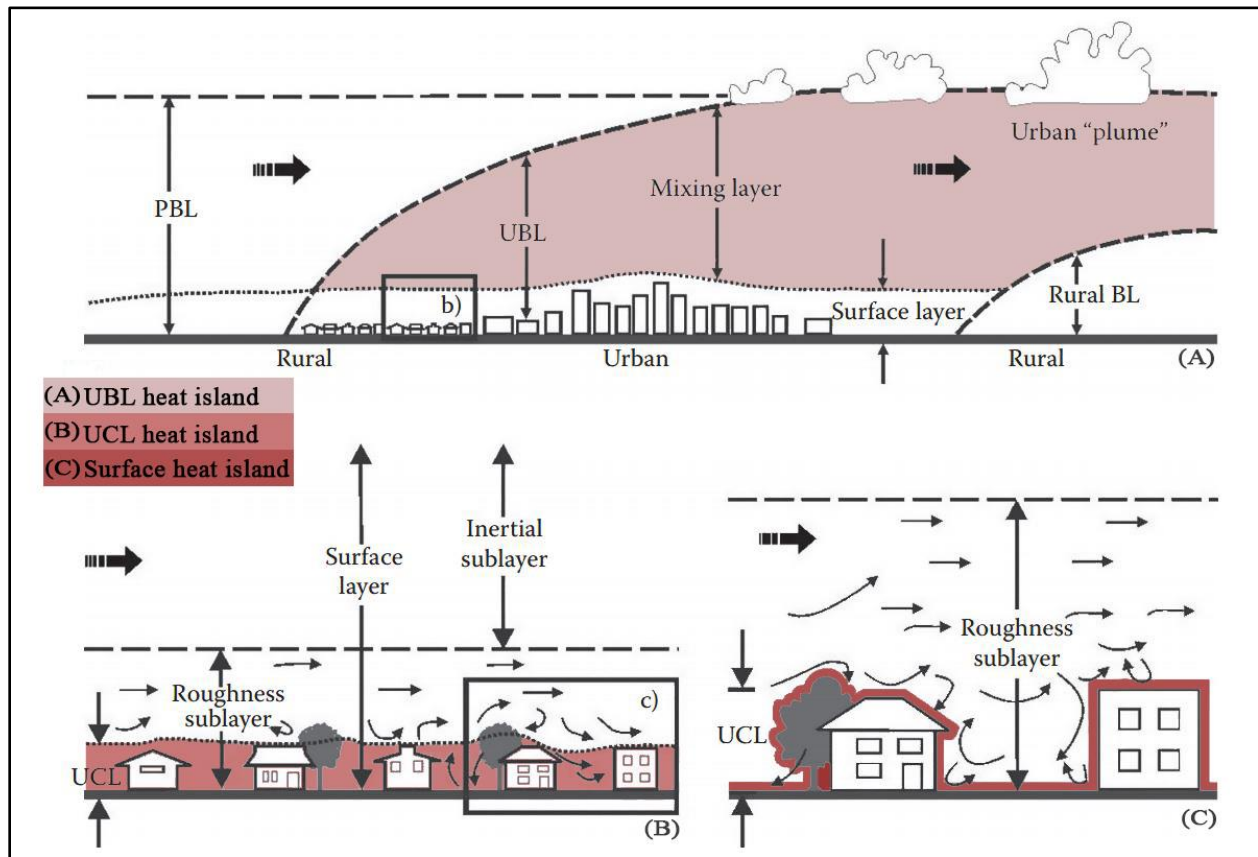 Urban “plume”
PBL
UBL
Mixing layer
b)
Surface layer
Rural BL
Rural
Urban
Rural
(A)
(A) UBL heat island
(B) UCL heat island
(C) Surface heat island
Surface
layer
Inertial
sublayer
Roughness
sublayer
c)
UCL
(B)
Roughness
sublayer
UCL
(C)